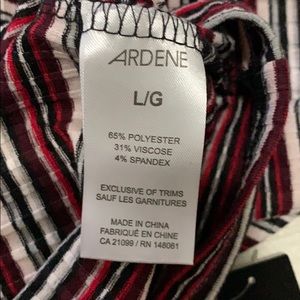 ARDENE
L/G
65% POLYESTER
31% VISCOSE
4% SPANDEX
EXCLUSIVE OF TRIMS
SAUF LES GARNITURES
MADE IN CHINA
FABRIQUÉ EN CHINE
CA 21099 / RN 148061